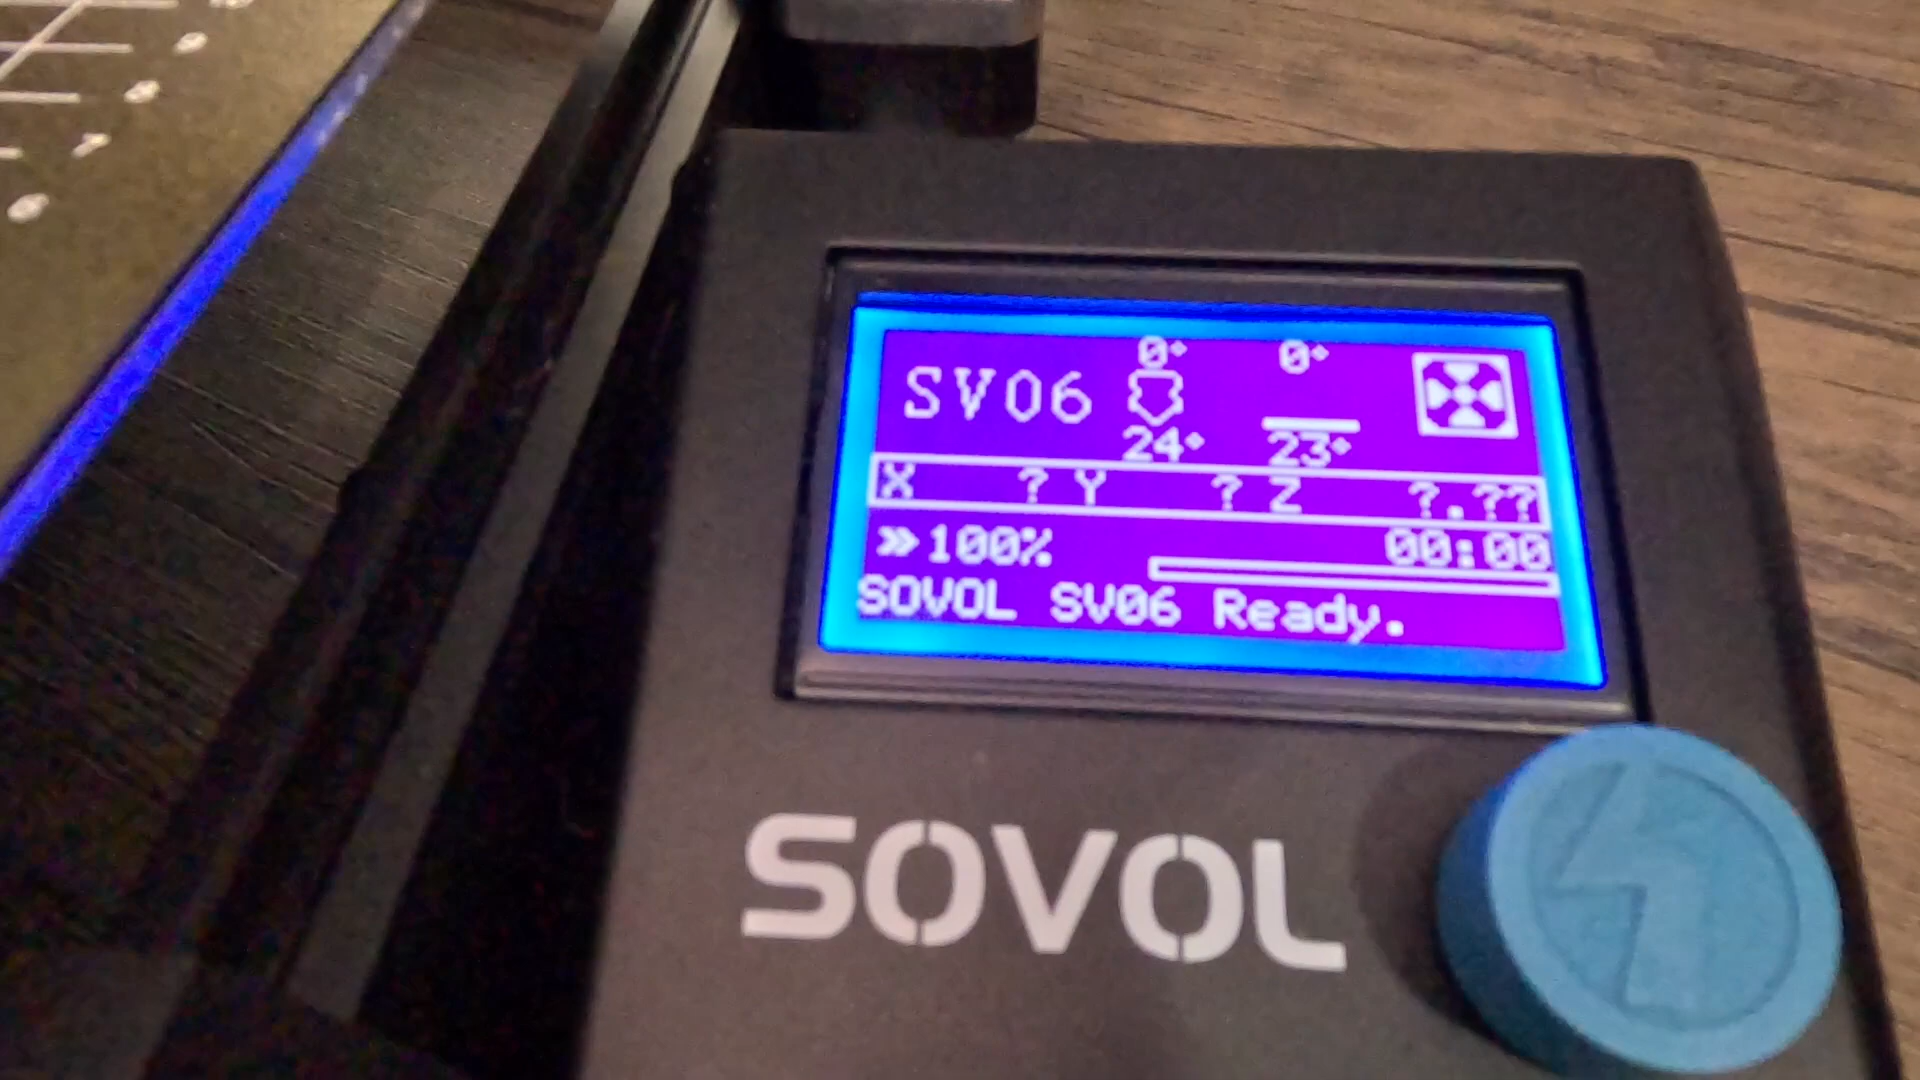 SV06 0° 0°
24° 23°
X ? Y ? Z ?.??
»100% 00:00
SOVOL SV06 Ready.
SOVOL